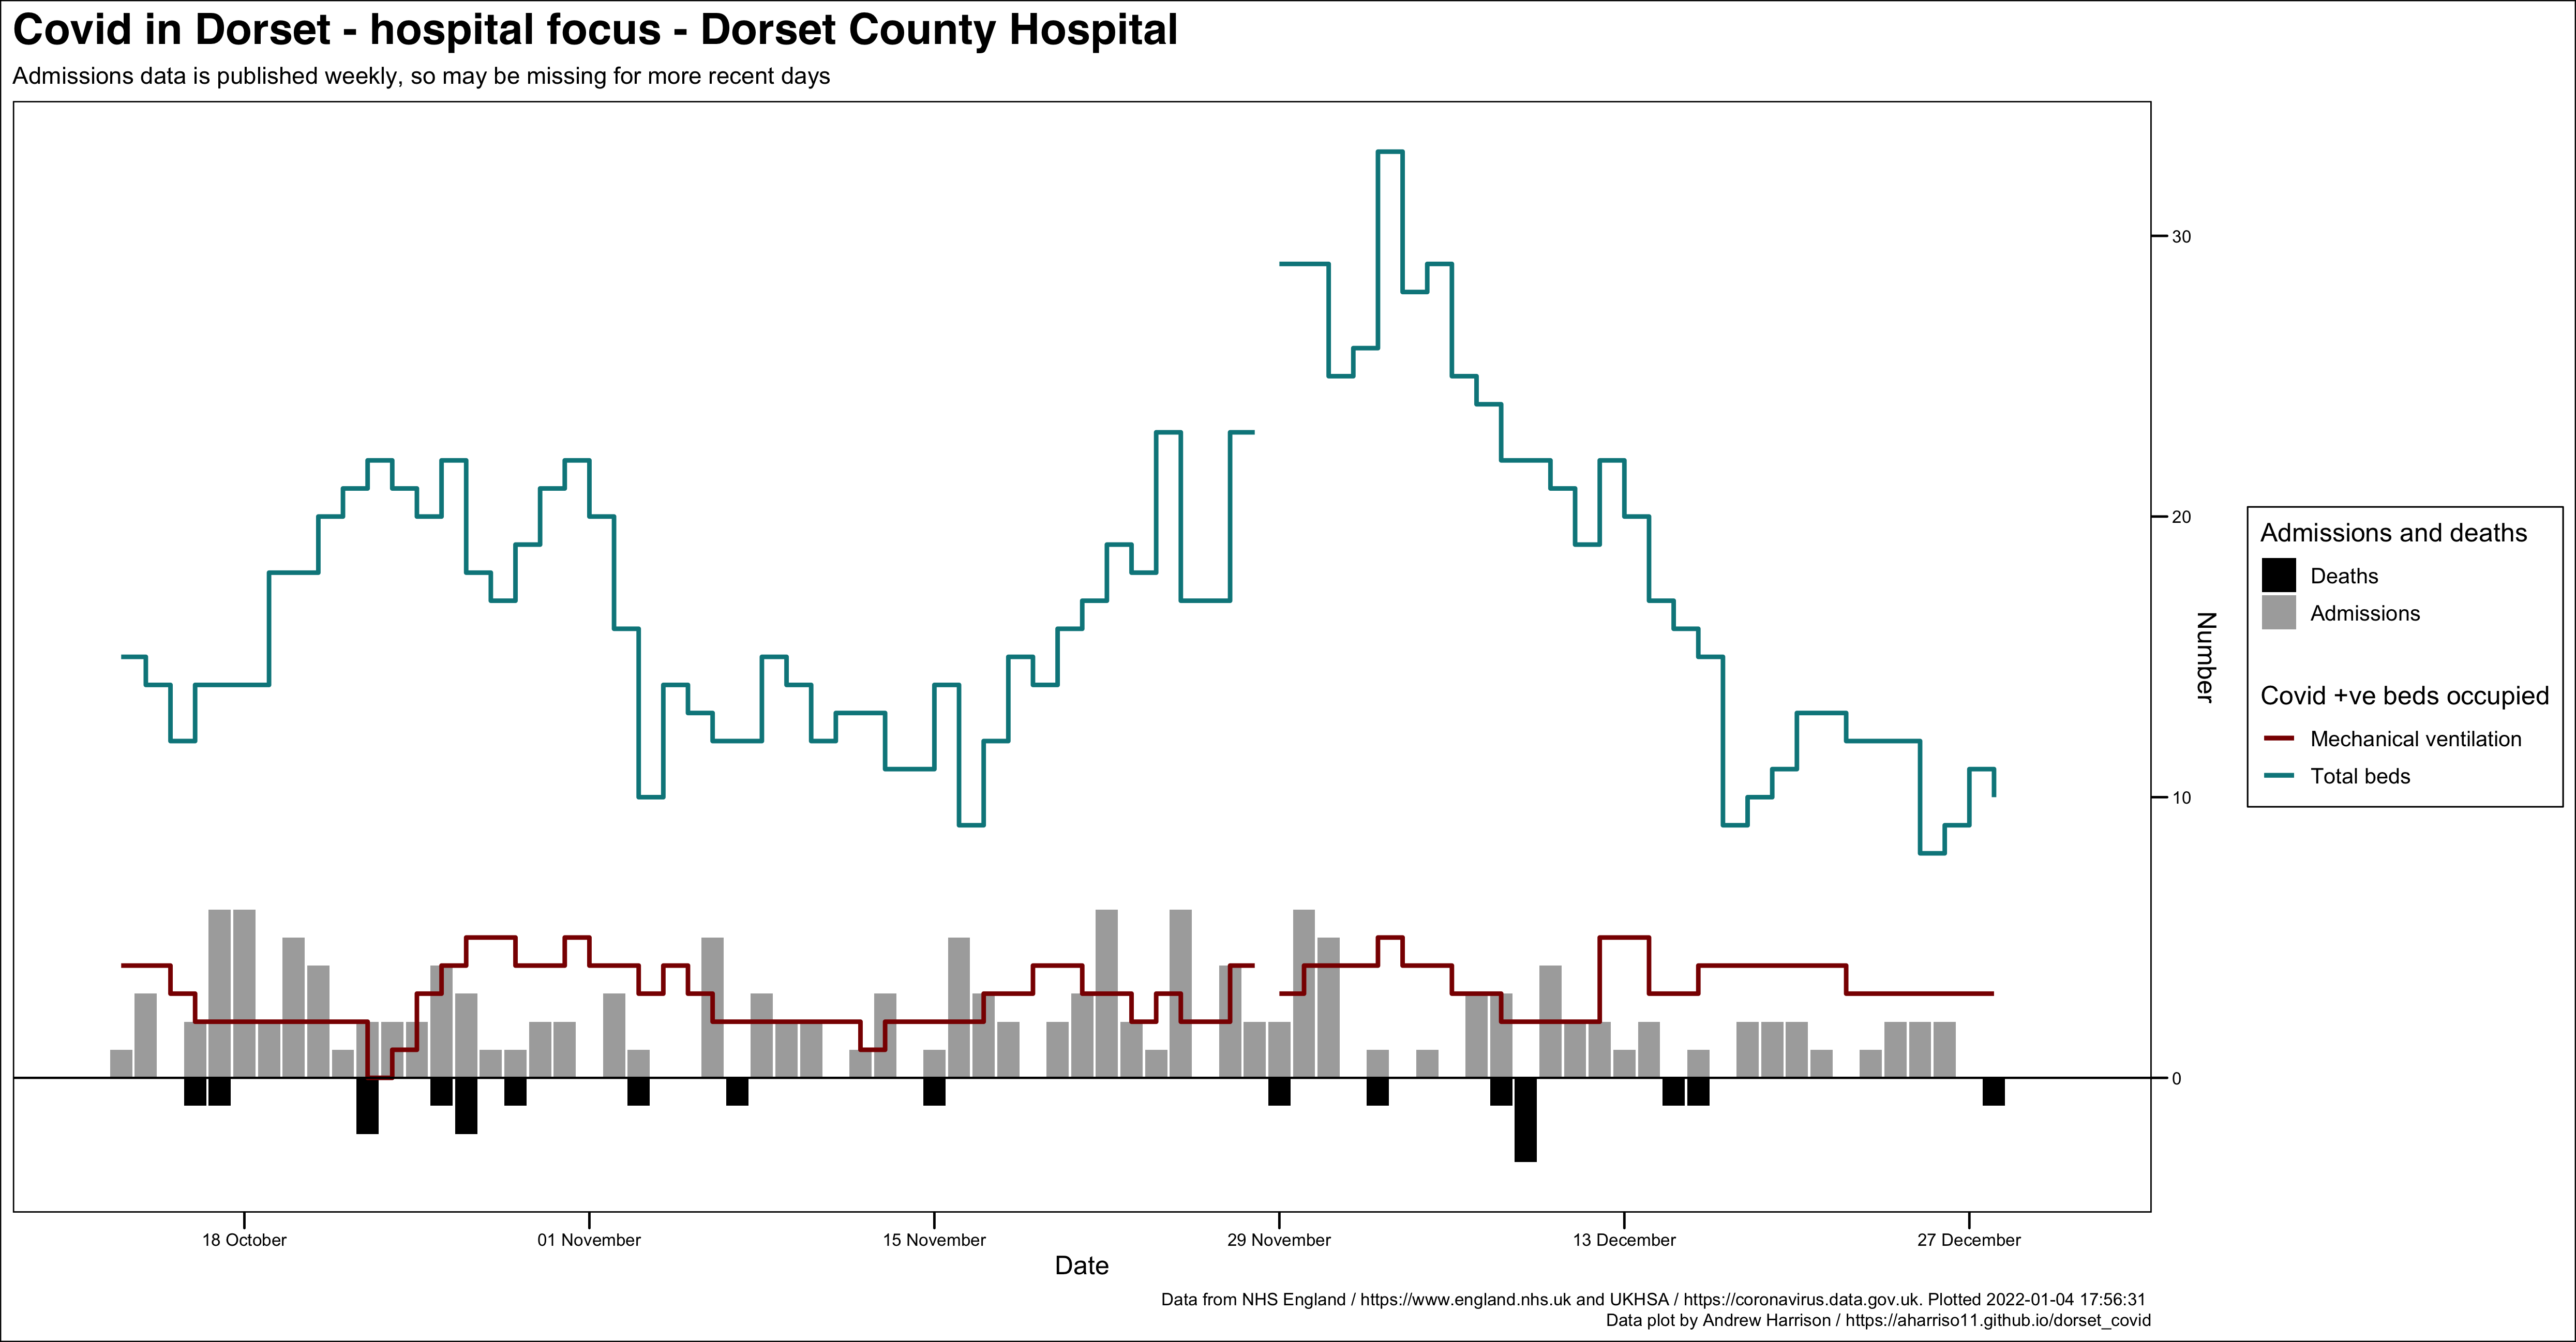 Covid in Dorset - hospital focus - Dorset County Hospital
Admissions data is published weekly, so may be missing for more recent days
30
20
10
0
Number
Admissions and deaths
Deaths
Admissions
Covid +ve beds occupied
Mechanical ventilation
Total beds
18 October
01 November
15 November
29 November
13 December
27 December
Date
Data from NHS England / https://www.england.nhs.uk and UKHSA / https://coronavirus.data.gov.uk. Plotted 2022-01-04 17:56:31
Data plot by Andrew Harrison / https://aharriso11.github.io/dorset_covid